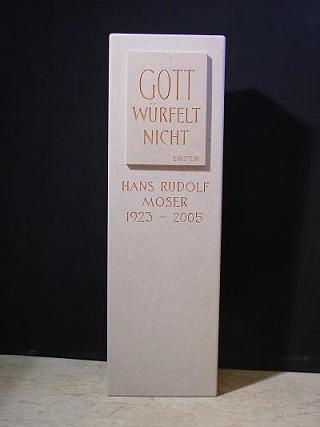 GOTT
WÜRFELT
NICHT
EINSTEIN
HANS RUDOLF
MOSER
1923 – 2005